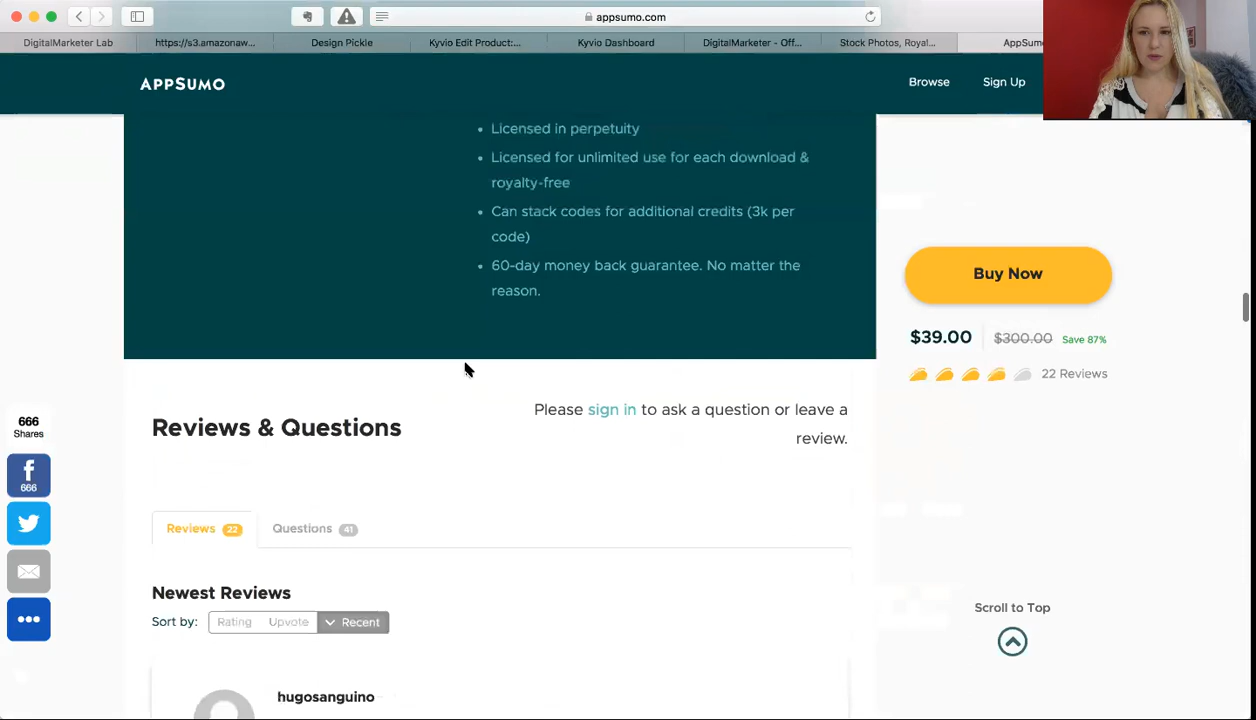 appsumo.com
DigitalMarketer Lab
https://s3.amazonaw...
Design Pickle
Kyvio Edit Product:...
Kyvio Dashboard
DigitalMarketer - Off...
Stock Photos, Royal...
AppSumo
APPSUMO
Browse
Sign Up
Licensed in perpetuity
Licensed for unlimited use for each download &
royalty-free
Can stack codes for additional credits (3k per
code)
60-day money back guarantee. No matter the
reason.
Buy Now
$39.00
$300.00
Save 87%
22 Reviews
666
Shares
f
666
Reviews & Questions
Please sign in to ask a question or leave a
review.
Reviews 22
Questions 41
Newest Reviews
Sort by:
Rating
Upvote
Recent
Scroll to Top
hugosanguino